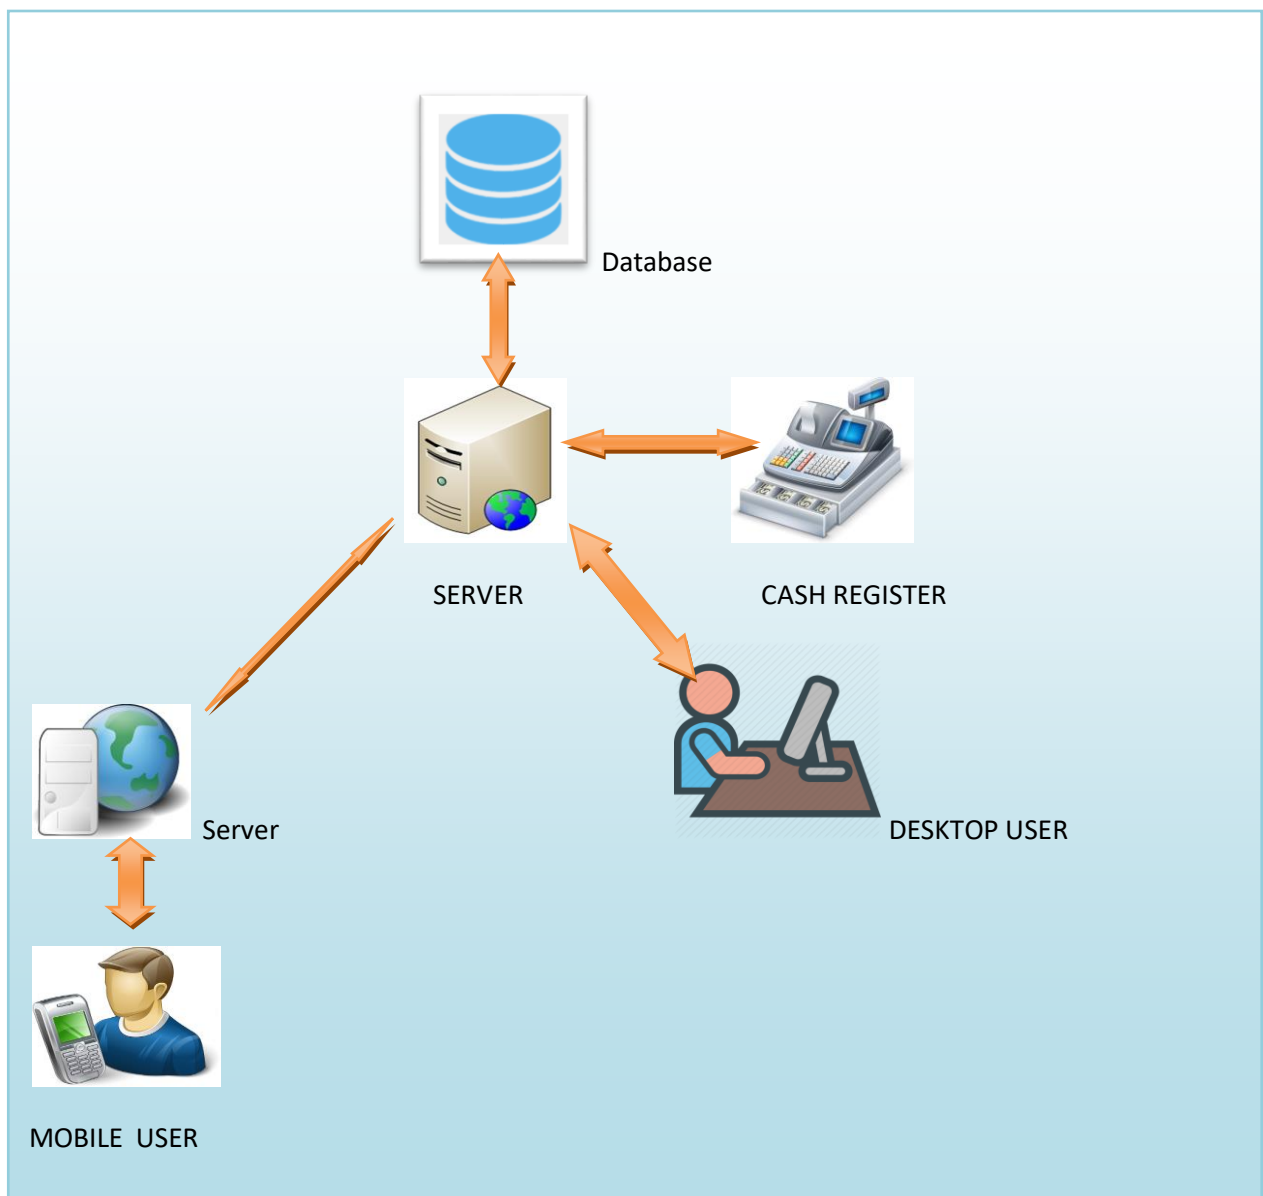 Database
SERVER
CASH REGISTER
Server
DESKTOP USER
MOBILE  USER